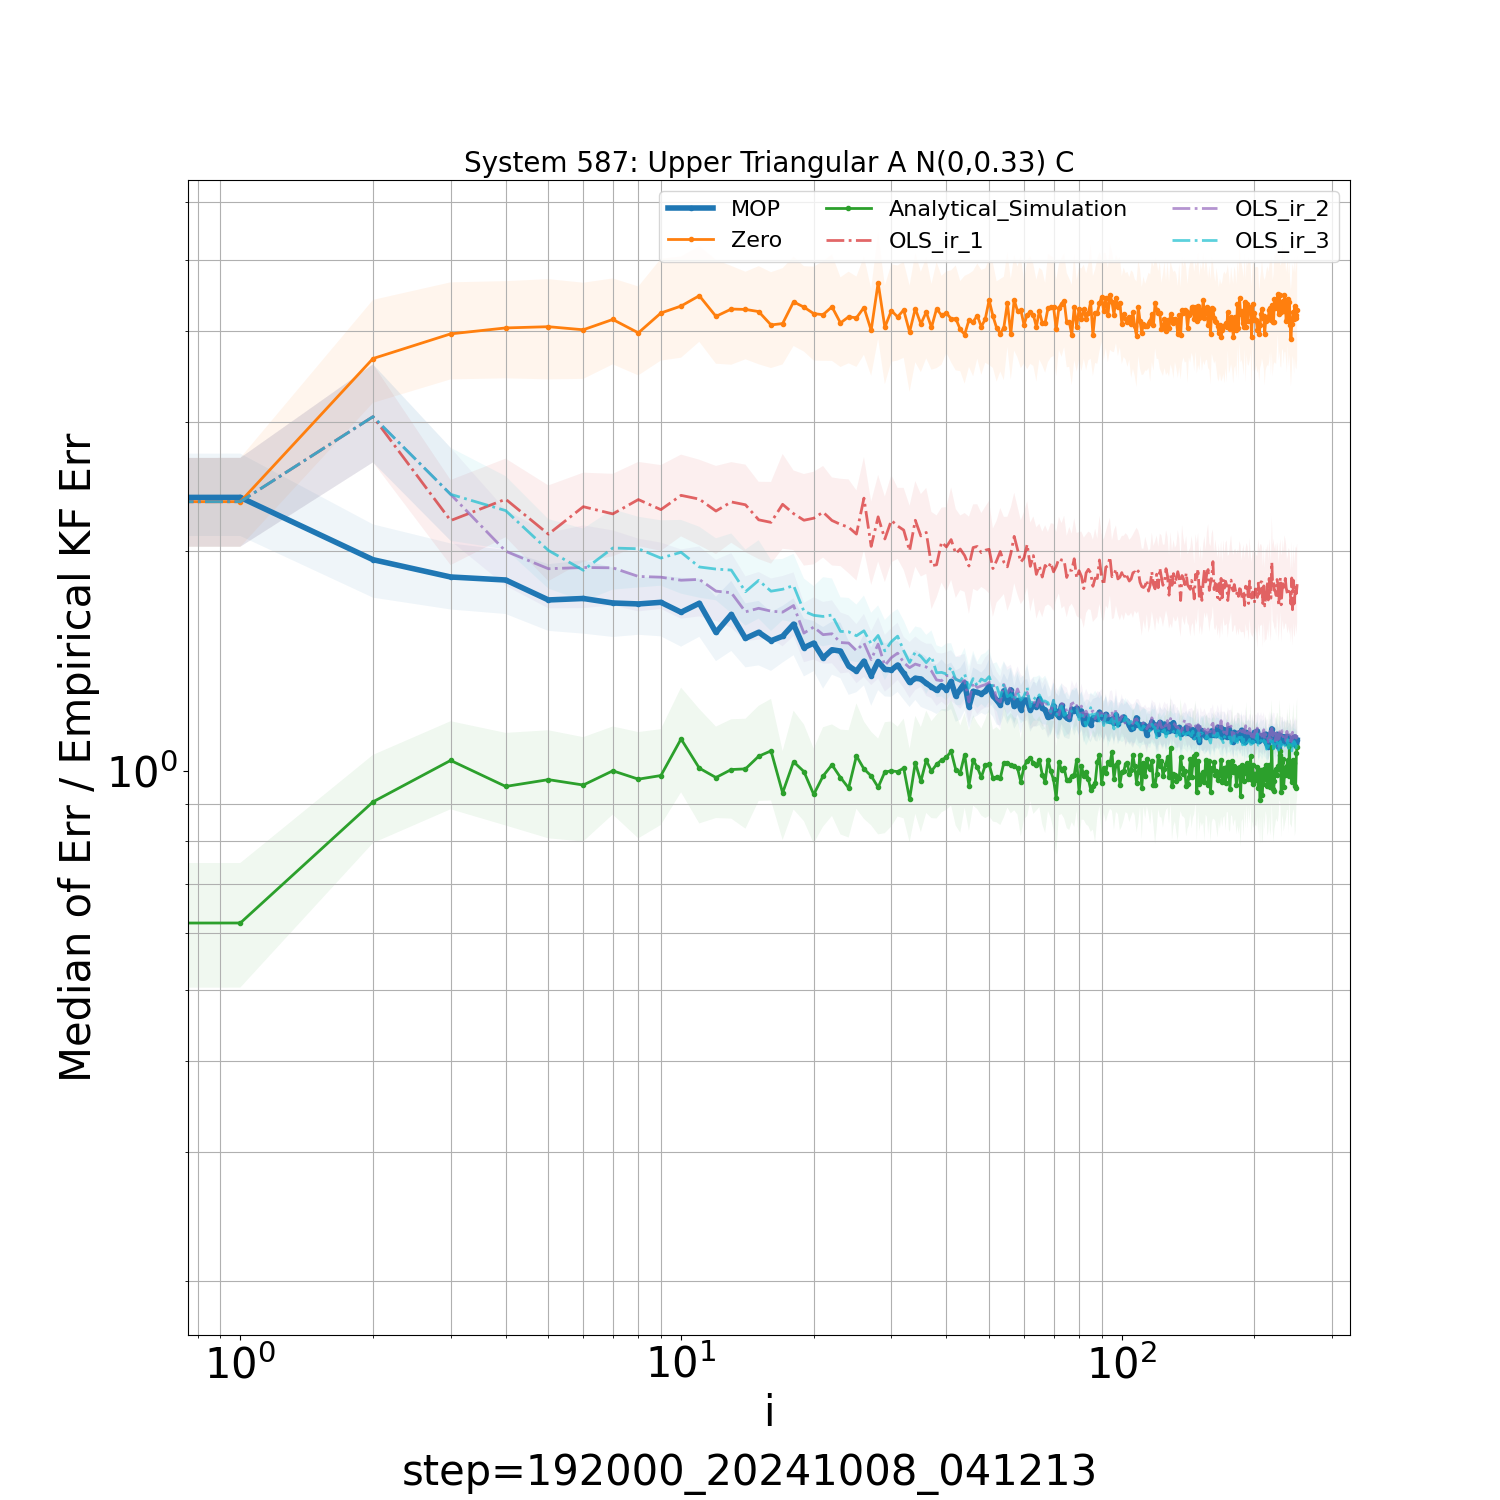 System 587: Upper Triangular A N(0,0.33) C
MOP
Zero
Analytical_Simulation
OLS_ir_1
OLS_ir_2
OLS_ir_3
Median of Err / Empirical KF Err
10⁰
10⁰
10¹
10²
i
step=192000_20241008_041213